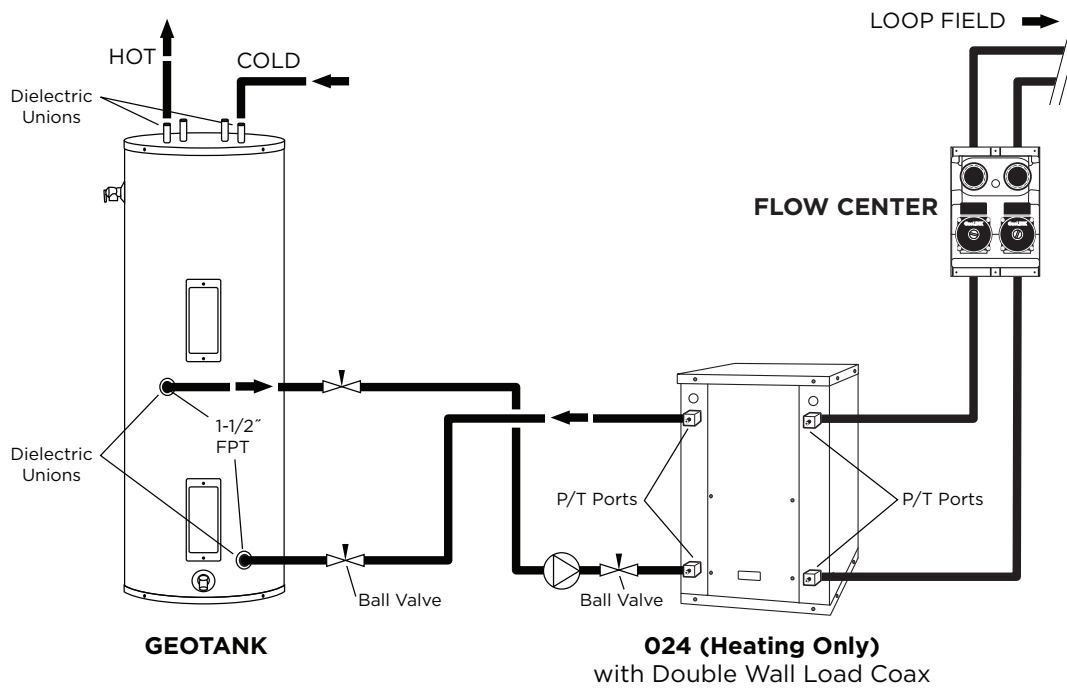 LOOP FIELD
HOT
COLD
Dielectric
Unions
FLOW CENTER
1-1/2″
FPT
Dielectric
Unions
P/T Ports
P/T Ports
Ball Valve
Ball Valve
GEOTANK
024 (Heating Only)
with Double Wall Load Coax